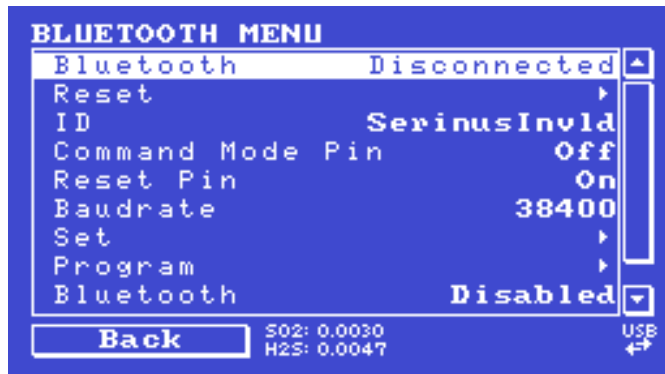 BLUETOOTH MENU
Bluetooth Disconnected
Reset
ID SerinusInvld
Command Mode Pin Off
Reset Pin On
Baudrate 38400
Set
Program
Bluetooth Disabled
Back
SO2: 0.0030
H2S: 0.0047
USB